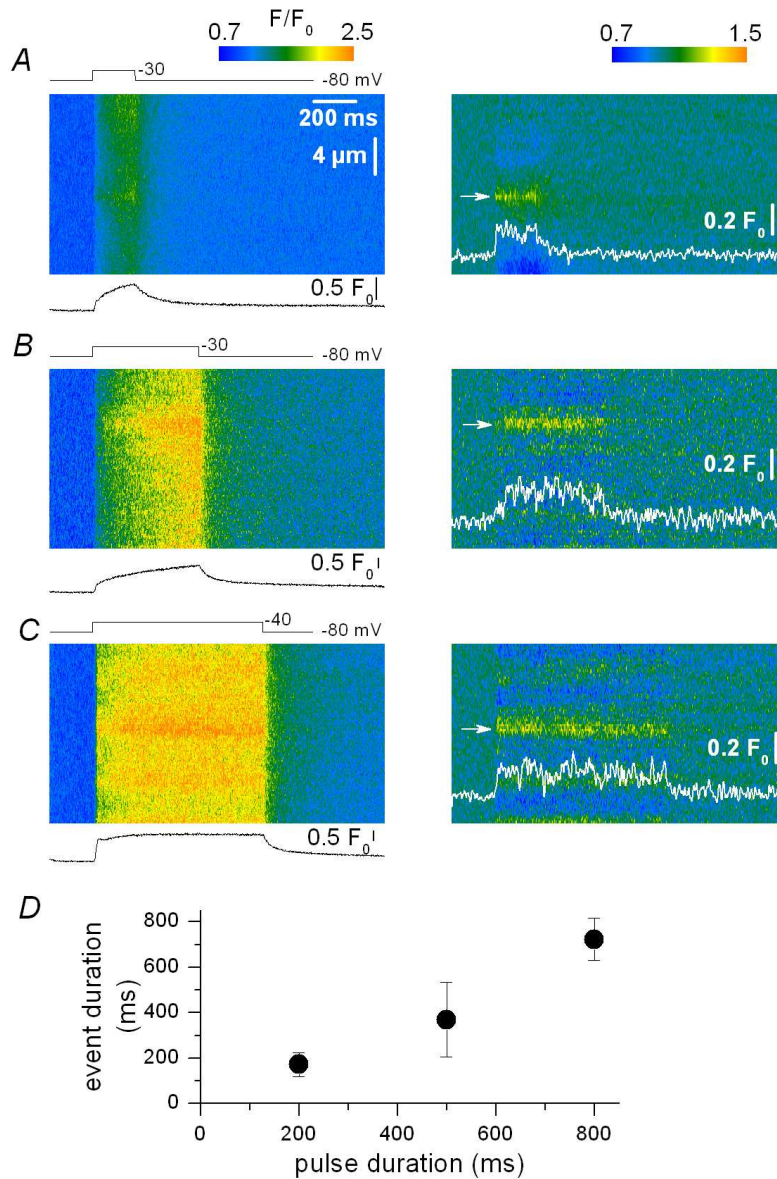 F/F0
0.7 2.5
0.7 1.5
A
-30
-80 mV
200 ms
4 µm
0.2 F0
0.5 F0
B
-30
-80 mV
0.2 F0
0.5 F0
C
-40
-80 mV
0.2 F0
0.5 F0
D
800
600
400
200
0
event duration
(ms)
0 200 400 600 800
pulse duration (ms)